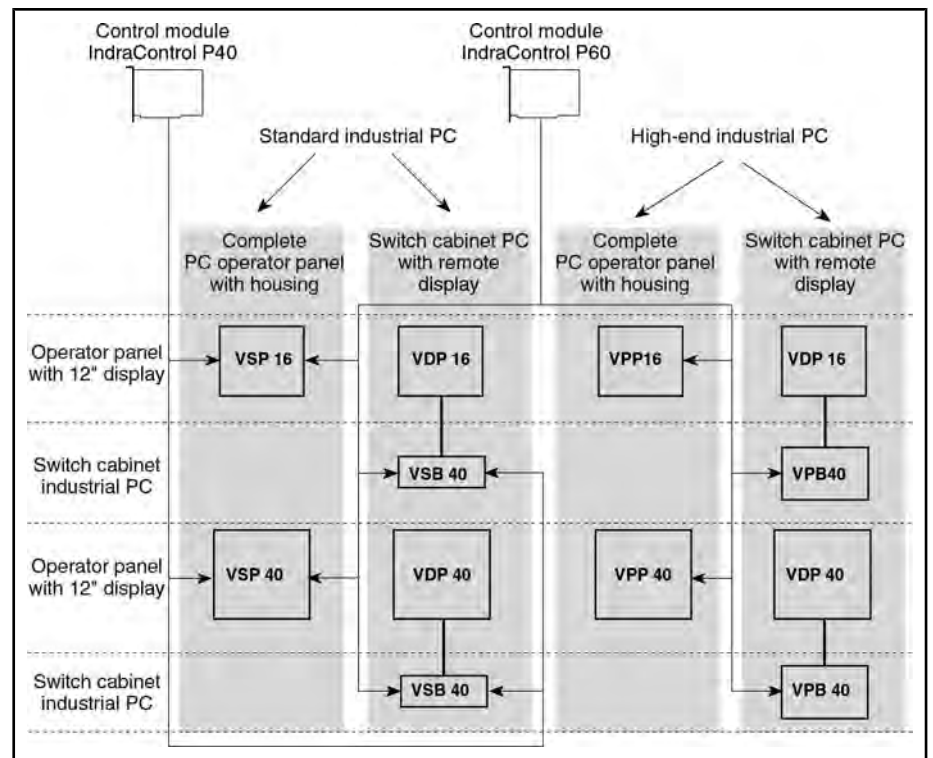 Control module
IndraControl P40
Control module
IndraControl P60
Standard industrial PC
High-end industrial PC
Complete
PC operator panel
with housing
Switch cabinet PC
with remote
display
Complete
PC operator panel
with housing
Switch cabinet PC
with remote
display
Operator panel
with 12" display
VSP 16
VDP 16
VPP16
VDP 16
Switch cabinet
industrial PC
VSB 40
VPB40
Operator panel
with 12" display
VSP 40
VDP 40
VPP 40
VDP 40
Switch cabinet
industrial PC
VSB 40
VPB 40